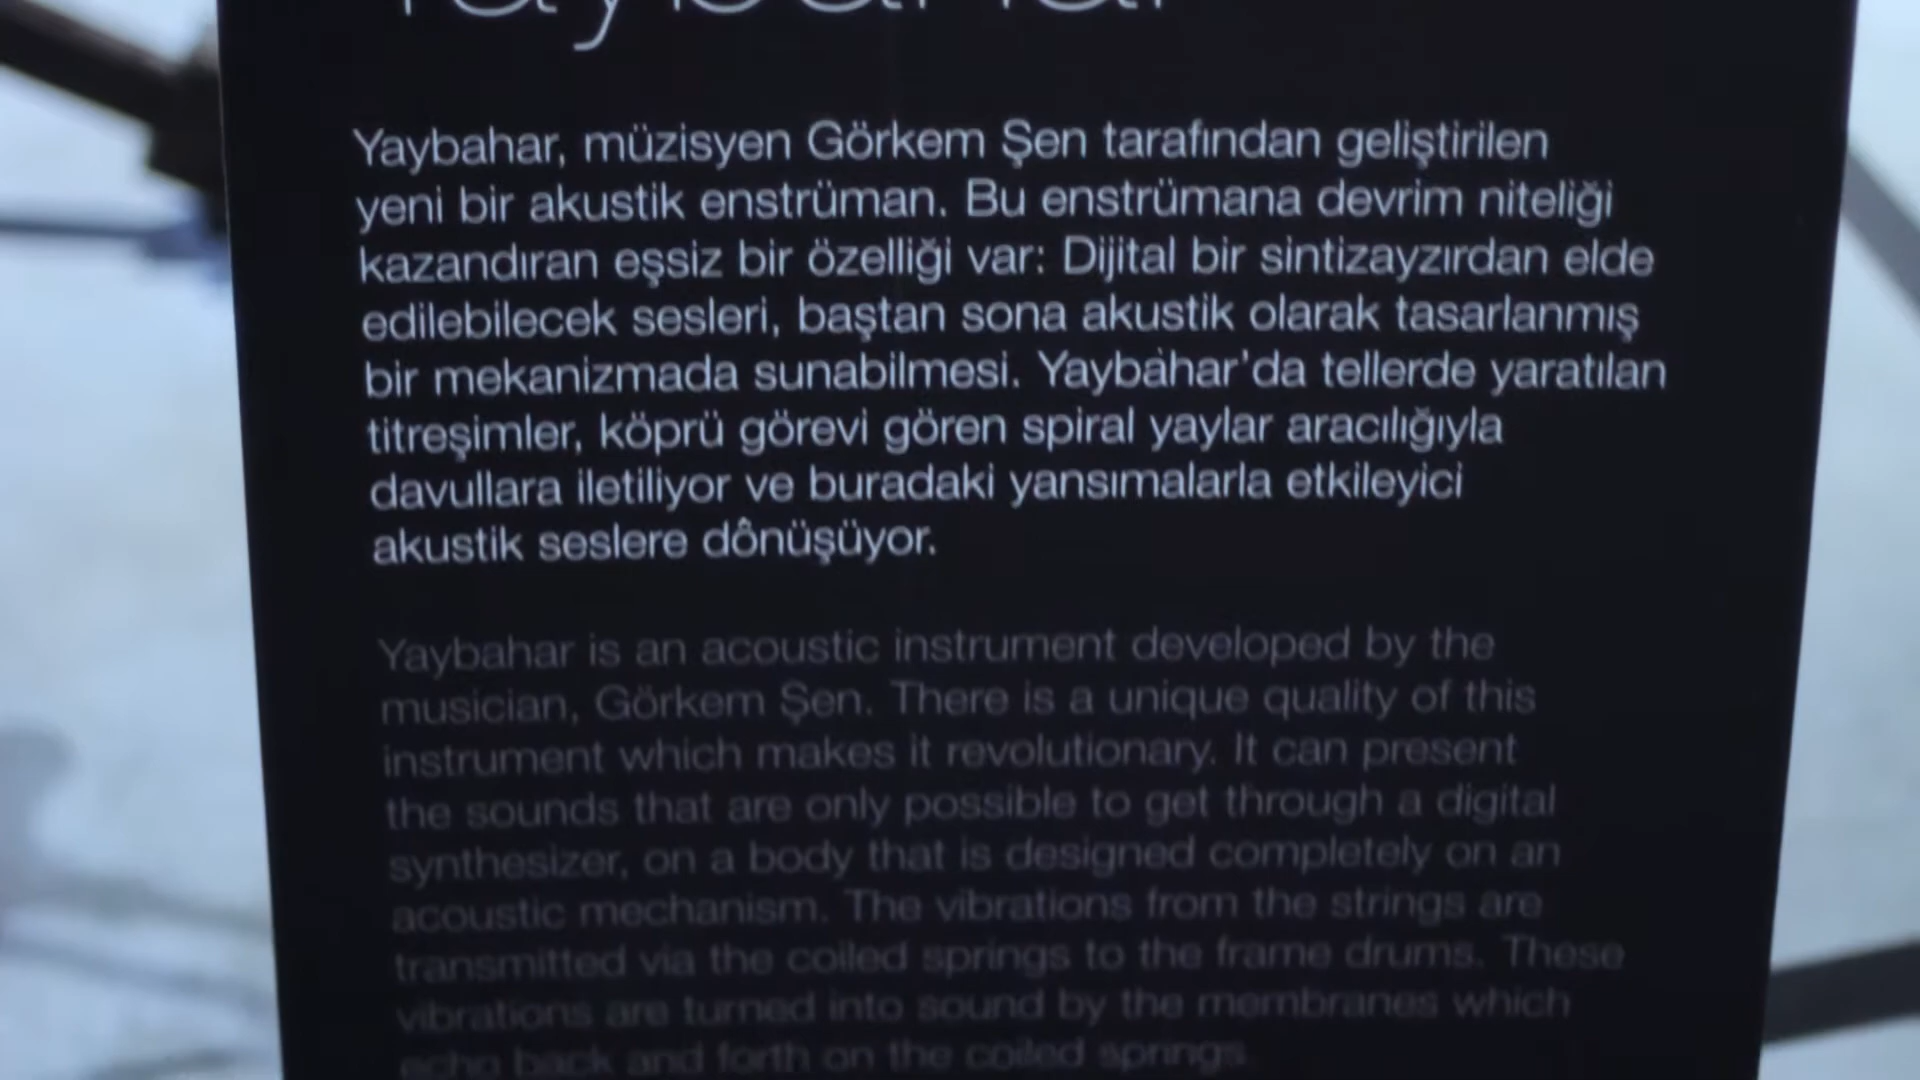 Yaybahar
Yaybahar, müzisyen Görkem Şen tarafından geliştirilen
yeni bir akustik enstrüman. Bu enstrümana devrim niteliği
kazandıran eşsiz bir özelliği var: Dijital bir sintizayzırdan elde
edilebilecek sesleri, baştan sona akustik olarak tasarlanmış
bir mekanizmada sunabilmesi. Yaybahar'da tellerde yaratılan
titreşimler, köprü görevi gören spiral yaylar aracılığıyla
davullara iletiliyor ve buradaki yansımalarla etkileyici
akustik seslere dönüşüyor.
Yaybahar is an acoustic instrument developed by the
musician, Görkem Şen. There is a unique quality of this
instrument which makes it revolutionary. It can present
the sounds that are only possible to get through a digital
synthesizer, on a body that is designed completely on an
acoustic mechanism. The vibrations from the strings are
transmitted via the coiled springs to the frame drums. These
vibrations are turned into sound by the membranes which
echo back and forth on the coiled springs.